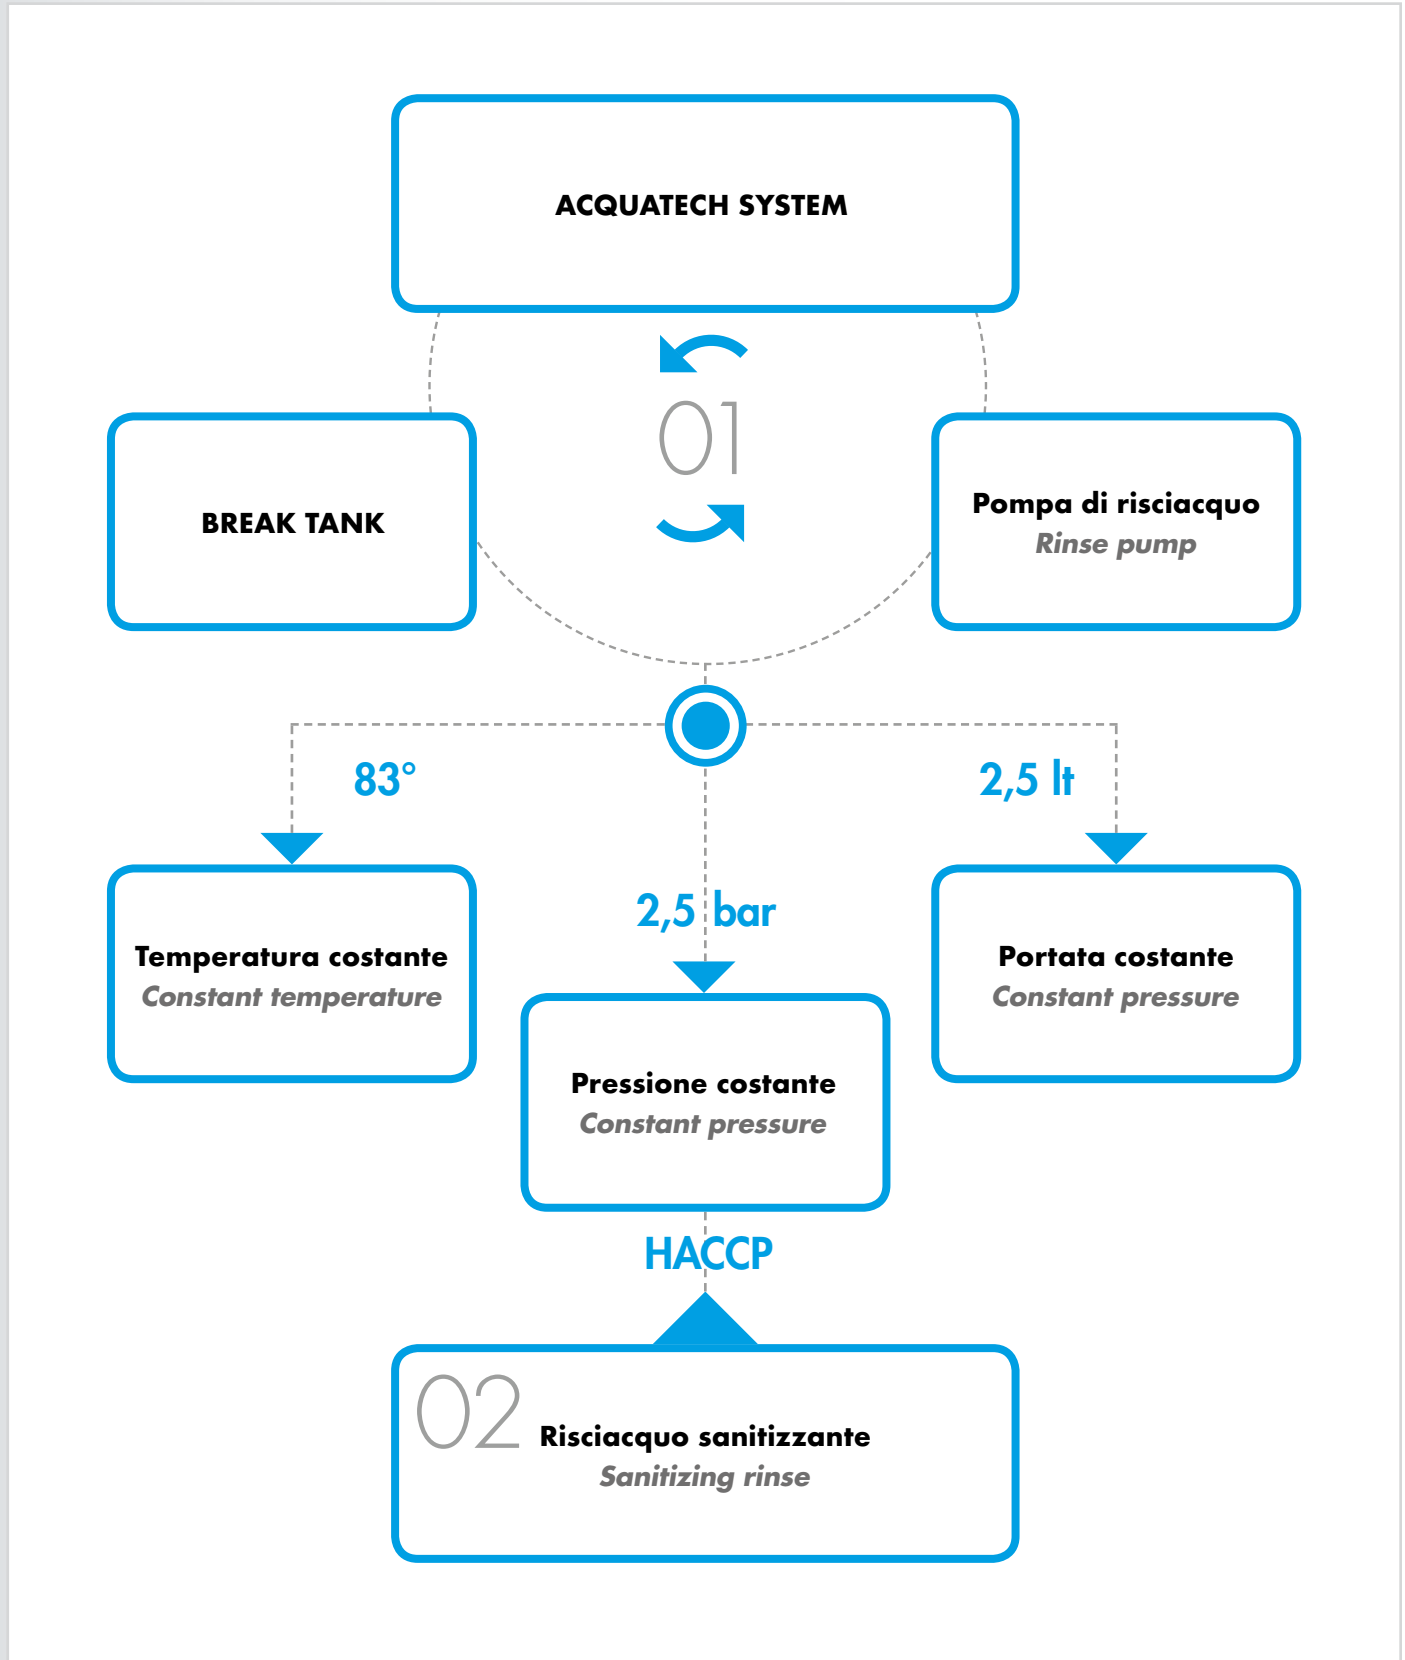 ACQUATECH SYSTEM
01
BREAK TANK
Pompa di risciacquo
Rinse pump
83°
2,5 lt
2,5 bar
Temperatura costante
Constant temperature
Portata costante
Constant pressure
Pressione costante
Constant pressure
HACCP
02
Risciacquo sanitizzante
Sanitizing rinse